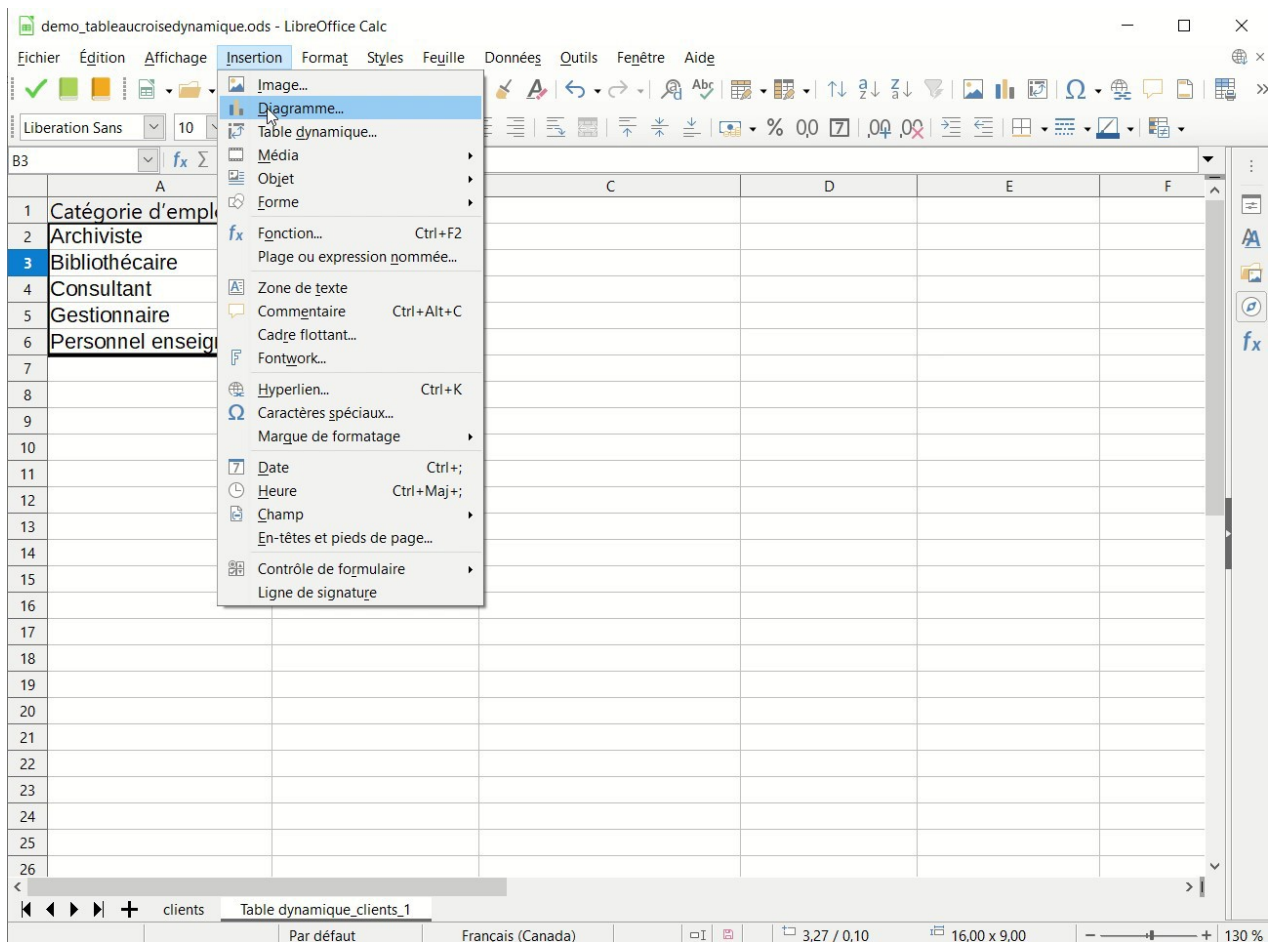 demo_tableaucroisedynamique.ods - LibreOffice Calc
Fichier Édition Affichage Insertion Format Styles Feuille Données Outils Fenêtre Aide
Liberation Sans 10
B3
A C D E F
1 Catégorie d'empl
2 Archiviste
3 Bibliothécaire
4 Consultant
5 Gestionnaire
6 Personnel enseig
7
8
9
10
11
12
13
14
15
16
17
18
19
20
21
22
23
24
25
26
Image...
Diagramme...
Table dynamique...
Média
Objet
Forme
Fonction... Ctrl+F2
Plage ou expression nommée...
Zone de texte
Commentaire Ctrl+Alt+C
Cadre flottant...
Fontwork...
Hyperlien... Ctrl+K
Caractères spéciaux...
Marque de formatage
Date Ctrl+;
Heure Ctrl+Maj+;
Champ
En-têtes et pieds de page...
Contrôle de formulaire
Ligne de signature
clients Table dynamique_clients_1
Par défaut Français (Canada) 3,27 / 0,10 16,00 x 9,00 130 %